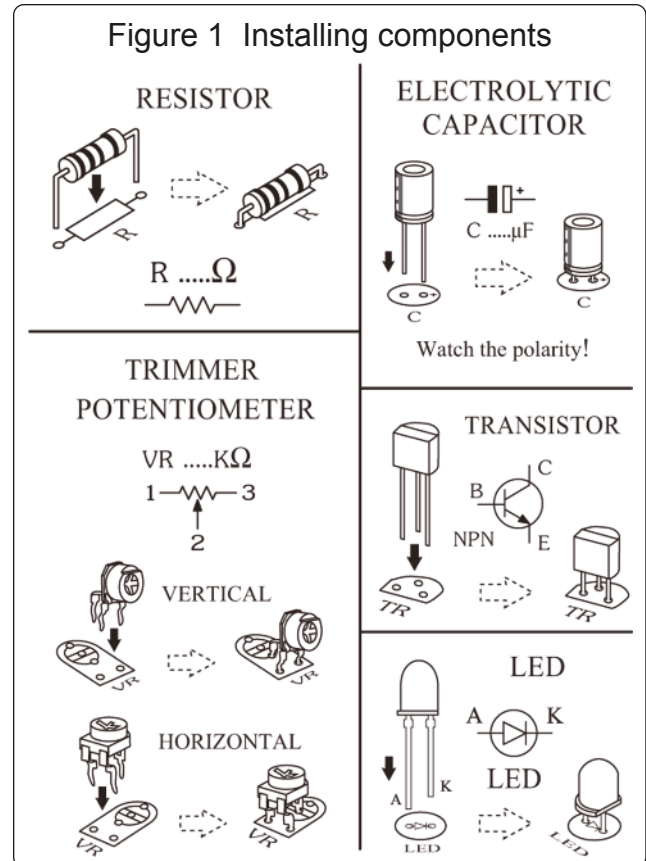 Figure 1 Installing components
RESISTOR
R
R
R .....Ω
ELECTROLYTIC
CAPACITOR
+
C .....µF
+
C
+
C
Watch the polarity!
TRIMMER
POTENTIOMETER
VR .....KΩ
1 3
2
VERTICAL
VR
VR
HORIZONTAL
VR
VR
TRANSISTOR
C
B
NPN E
TR
TR
LED
A K
LED
A K
LED
LED